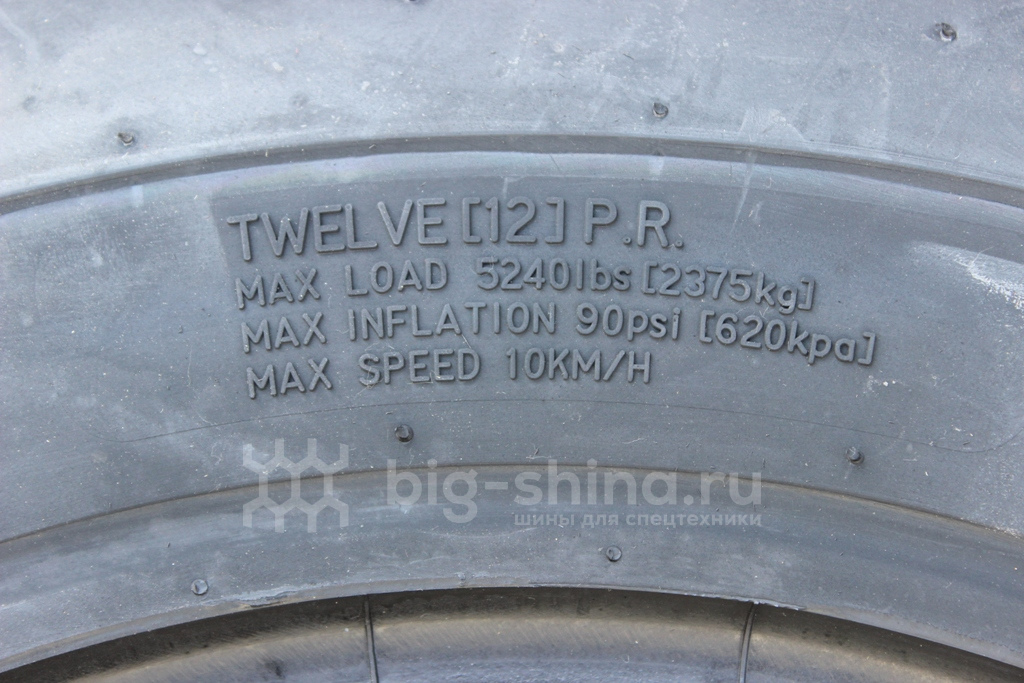 TWELVE [12] P.R.
MAX LOAD 5240lbs [2375kg]
MAX INFLATION 90psi [620kpa]
MAX SPEED 10KM/H
big-shina.ru
шины для спецтехники